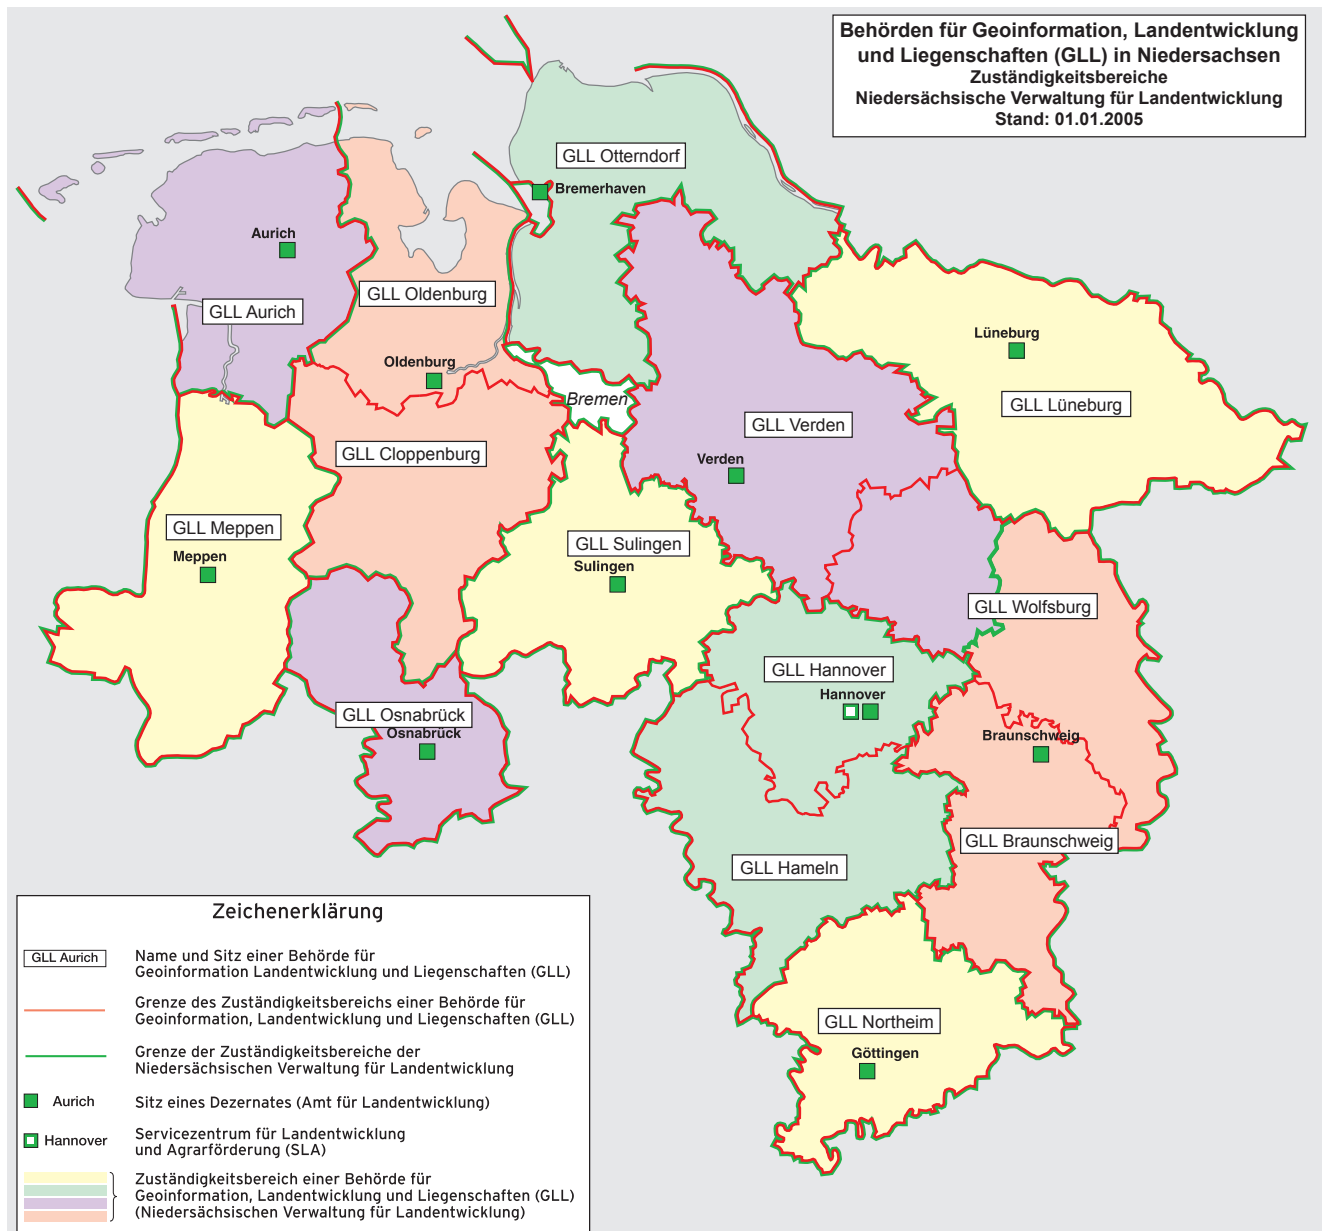 Behörden für Geoinformation, Landentwicklung
und Liegenschaften (GLL) in Niedersachsen
Zuständigkeitsbereiche
Niedersächsische Verwaltung für Landentwicklung
Stand: 01.01.2005
GLL Otterndorf
Bremerhaven
Aurich
GLL Oldenburg
GLL Aurich
Lüneburg
Oldenburg
Bremen
GLL Lüneburg
GLL Verden
GLL Cloppenburg
Verden
GLL Meppen
GLL Sulingen
Meppen
Sulingen
GLL Wolfsburg
GLL Hannover
Hannover
GLL Osnabrück
Osnabrück
Braunschweig
GLL Braunschweig
GLL Hameln
GLL Northeim
Göttingen
Zeichenerklärung
GLL Aurich
Name und Sitz einer Behörde für
Geoinformation Landentwicklung und Liegenschaften (GLL)
Grenze des Zuständigkeitsbereichs einer Behörde für
Geoinformation, Landentwicklung und Liegenschaften (GLL)
Grenze der Zuständigkeitsbereiche der
Niedersächsischen Verwaltung für Landentwicklung
Aurich
Sitz eines Dezernates (Amt für Landentwicklung)
Hannover
Servicezentrum für Landentwicklung
und Agrarförderung (SLA)
Zuständigkeitsbereich einer Behörde für
Geoinformation, Landentwicklung und Liegenschaften (GLL)
(Niedersächsischen Verwaltung für Landentwicklung)